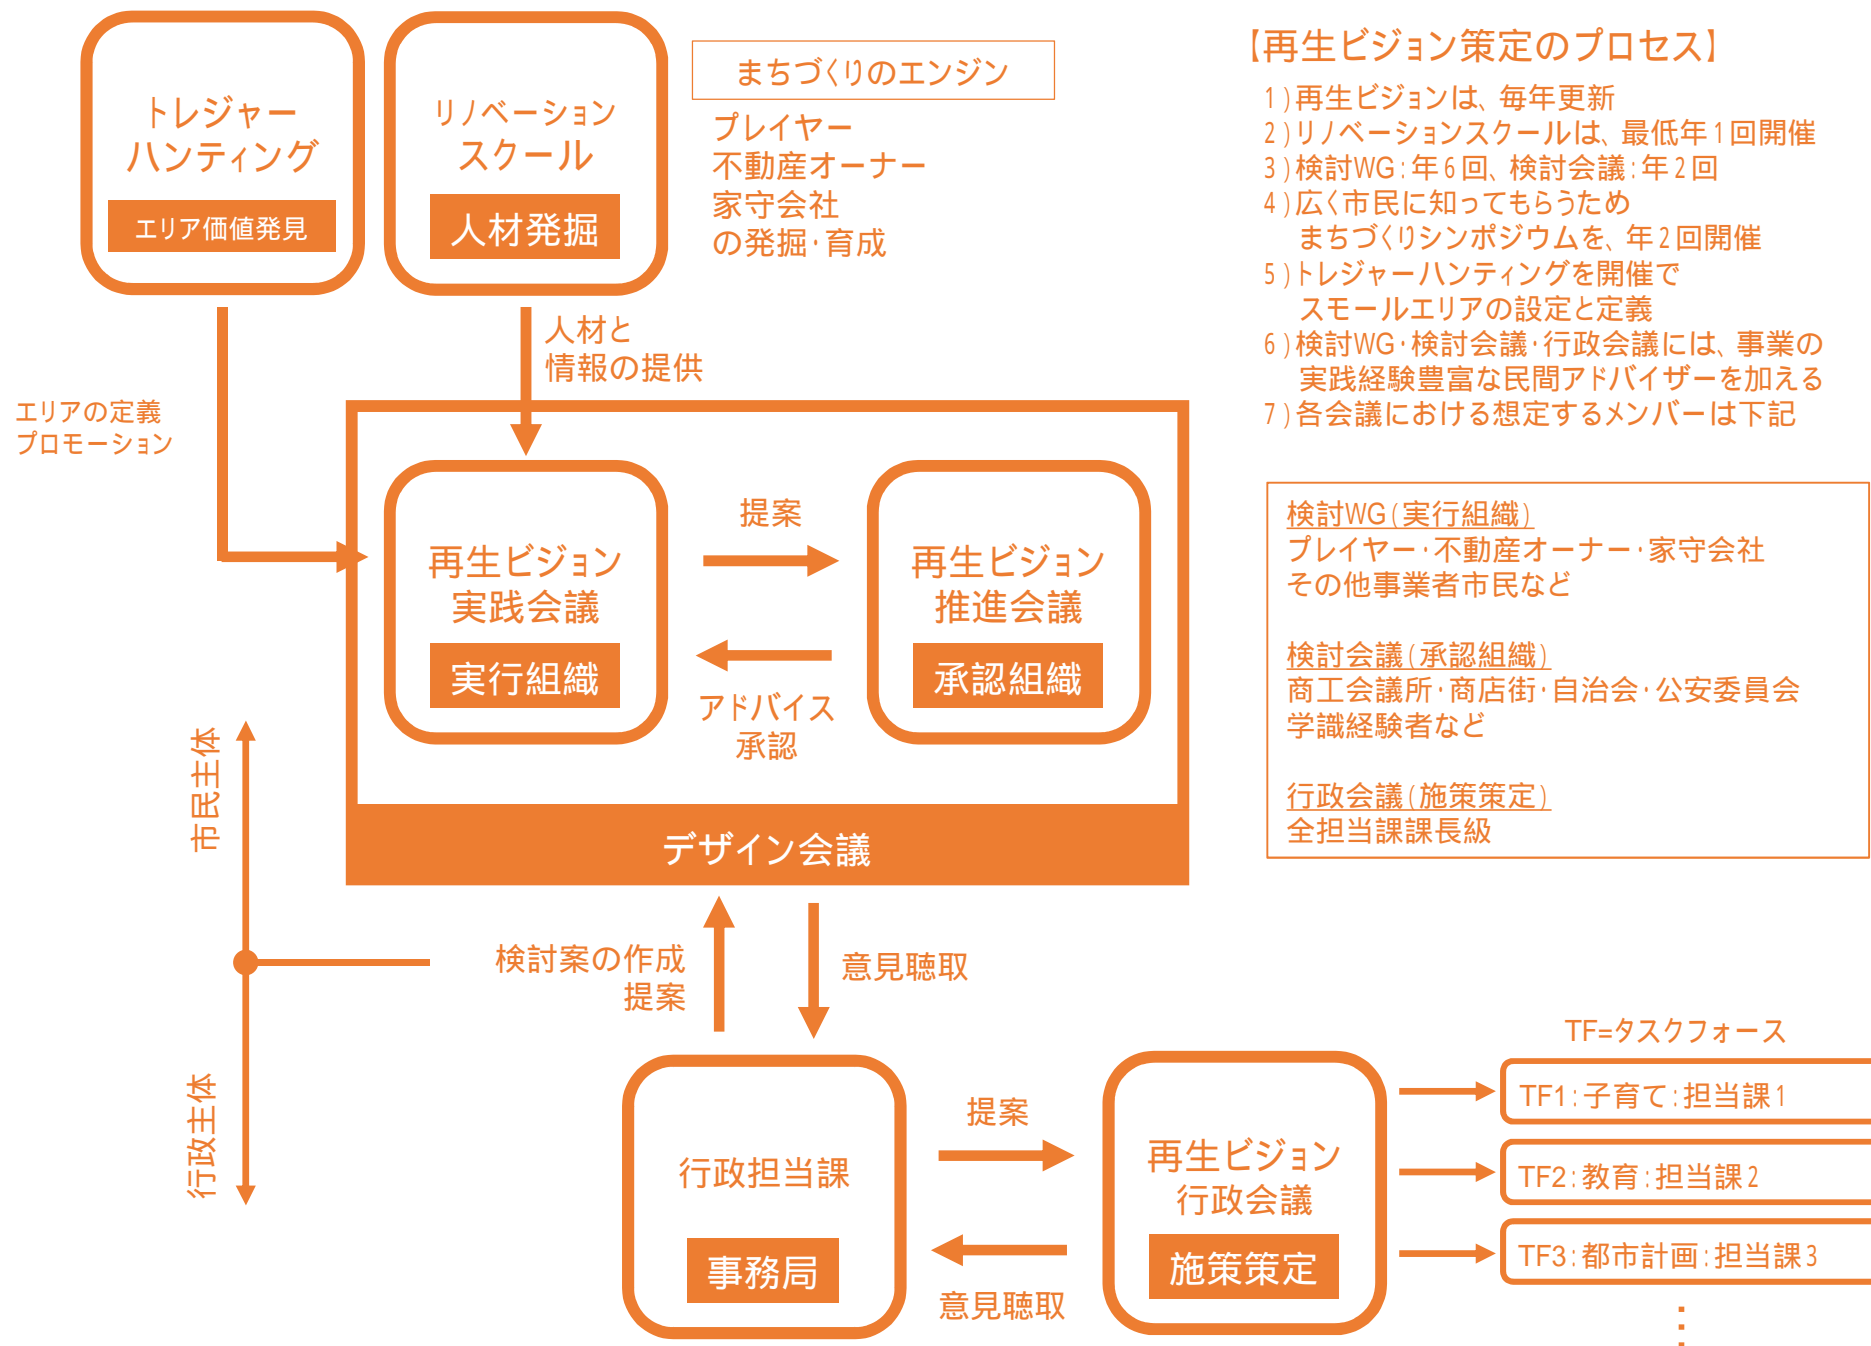 トレジャー
ハンティング
エリア価値発見
リノベーション
スクール
人材発掘
まちづくりのエンジン
プレイヤー
不動産オーナー
家守会社
の発掘・育成
【再生ビジョン策定のプロセス】
1)再生ビジョンは、毎年更新
2)リノベーションスクールは、最低年1回開催
3)検討WG:年6回、検討会議:年2回
4)広く市民に知ってもらうため
まちづくりシンポジウムを、年2回開催
5)トレジャーハンティングを開催で
スモールエリアの設定と定義
6)検討WG・検討会議・行政会議には、事業の
実践経験豊富な民間アドバイザーを加える
7)各会議における想定するメンバーは下記
人材と
情報の提供
エリアの定義
プロモーション
再生ビジョン
実践会議
実行組織
提案
アドバイス
承認
再生ビジョン
推進会議
承認組織
デザイン会議
検討WG(実行組織)
プレイヤー・不動産オーナー・家守会社
その他事業者市民など
検討会議(承認組織)
商工会議所・商店街・自治会・公安委員会
学識経験者など
行政会議(施策策定)
全担当課課長級
市民主体
行政主体
検討案の作成
提案
意見聴取
行政担当課
事務局
提案
意見聴取
再生ビジョン
行政会議
施策策定
TF=タスクフォース
TF1:子育て:担当課1
TF2:教育:担当課2
TF3:都市計画:担当課3